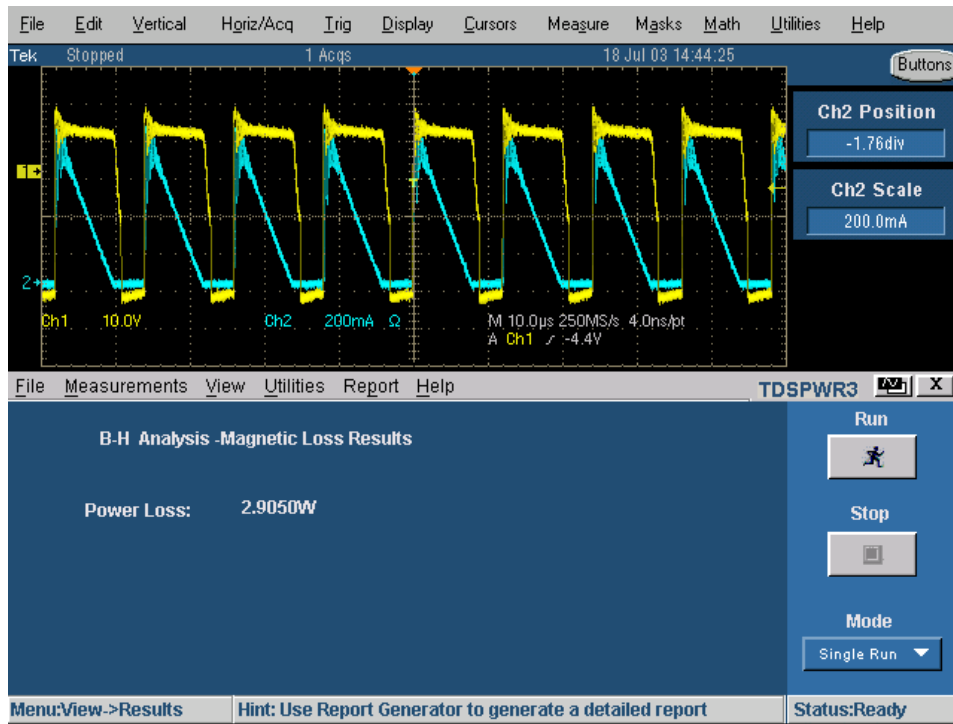 File Edit Vertical Horiz/Acq Trig Display Cursors Measure Masks Math Utilities Help
Tek Stopped 1 Acqs 18 Jul 03 14:44:25
Buttons
Ch2 Position
-1.76div
Ch2 Scale
200.0mA
1
2
Ch1 10.0V Ch2 200mA Ω M 10.0µs 250MS/s 4.0ns/pt
A Ch1 -4.4V
File Measurements View Utilities Report Help TDSPWR3 X
B-H Analysis -Magnetic Loss Results
Power Loss: 2.9050W
Run
Stop
Mode
Single Run
Menu:View->Results Hint: Use Report Generator to generate a detailed report Status:Ready